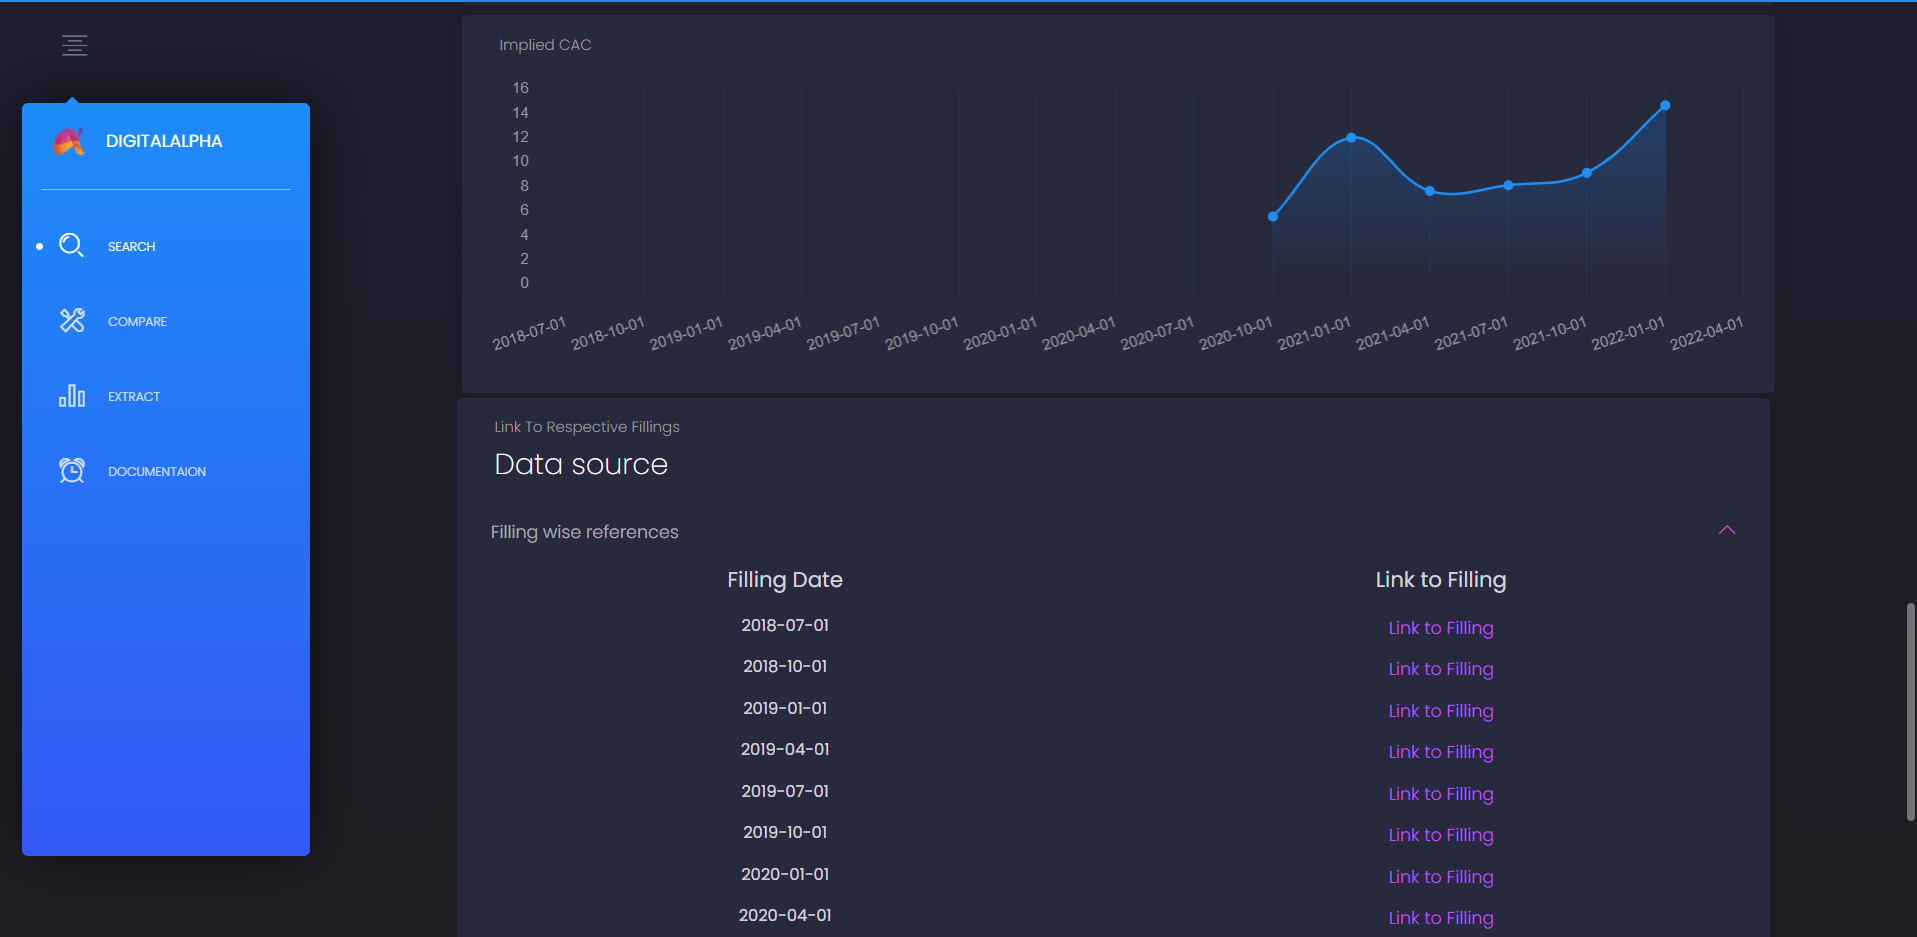 DIGITALALPHA
SEARCH
COMPARE
EXTRACT
DOCUMENTAION
Implied CAC
16
14
12
10
8
6
4
2
0
2018-07-01 2018-10-01 2019-01-01 2019-04-01 2019-07-01 2019-10-01 2020-01-01 2020-04-01 2020-07-01 2020-10-01 2021-01-01 2021-04-01 2021-07-01 2021-10-01 2022-01-01 2022-04-01
Link To Respective Fillings
Data source
Filling wise references
Filling Date Link to Filling
2018-07-01 Link to Filling
2018-10-01 Link to Filling
2019-01-01 Link to Filling
2019-04-01 Link to Filling
2019-07-01 Link to Filling
2019-10-01 Link to Filling
2020-01-01 Link to Filling
2020-04-01 Link to Filling